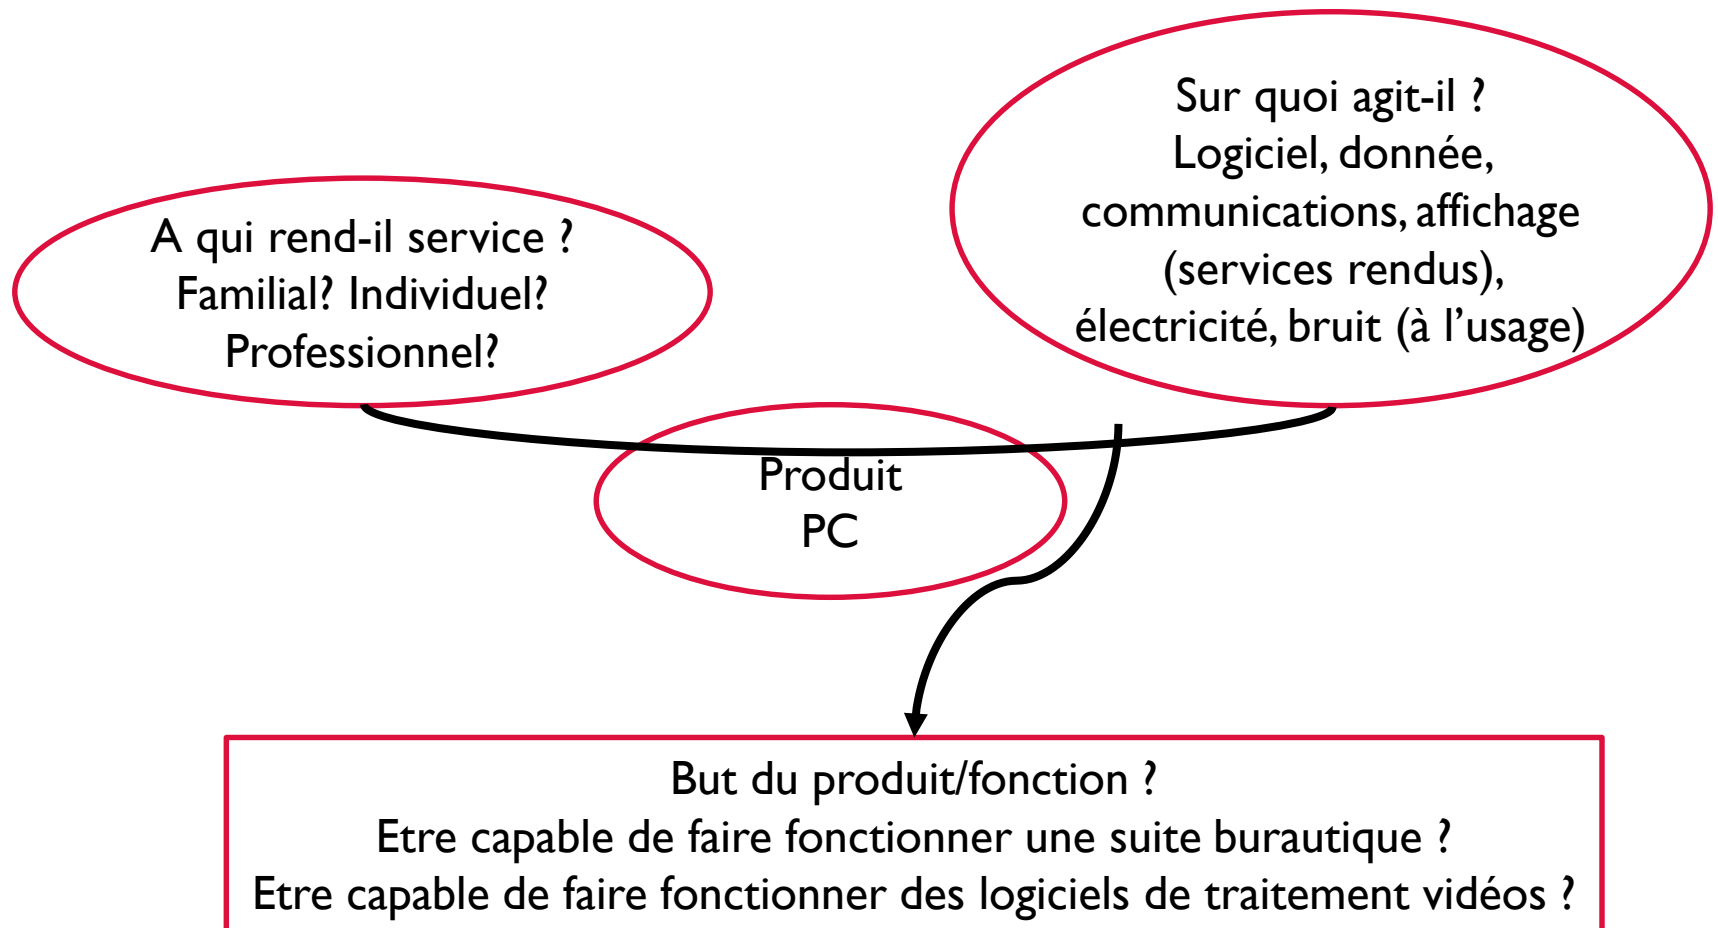 A qui rend-il service ?
Familial? Individuel?
Professionnel?
Sur quoi agit-il ?
Logiciel, donnée,
communications, affichage
(services rendus),
électricité, bruit (à l’usage)
Produit
PC
But du produit/fonction ?
Etre capable de faire fonctionner une suite burautique ?
Etre capable de faire fonctionner des logiciels de traitement vidéos ?